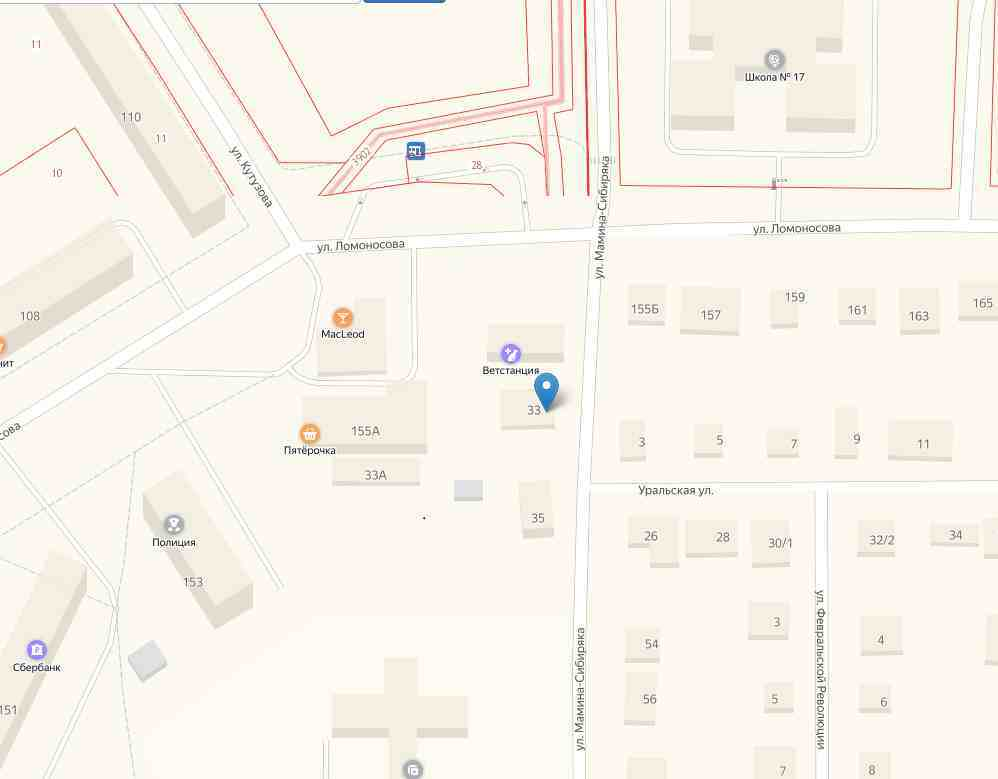 11
110
11
10
ул. Кутузова
3902
28
Школа № 17
ул. Ломоносова
ул. Мамина-Сибиряка
ул. Ломоносова
108
MacLeod
155Б
157
159
161
163
165
нит
Ветстанция
33
сова
155А
Пятёрочка
33А
3
5
7
9
11
Уральская ул.
35
Полиция
153
26
28
30/1
32/2
34
ул. Февральской Революции
3
4
54
Сбербанк
151
ул. Мамина-Сибиряка
56
5
6
7
8